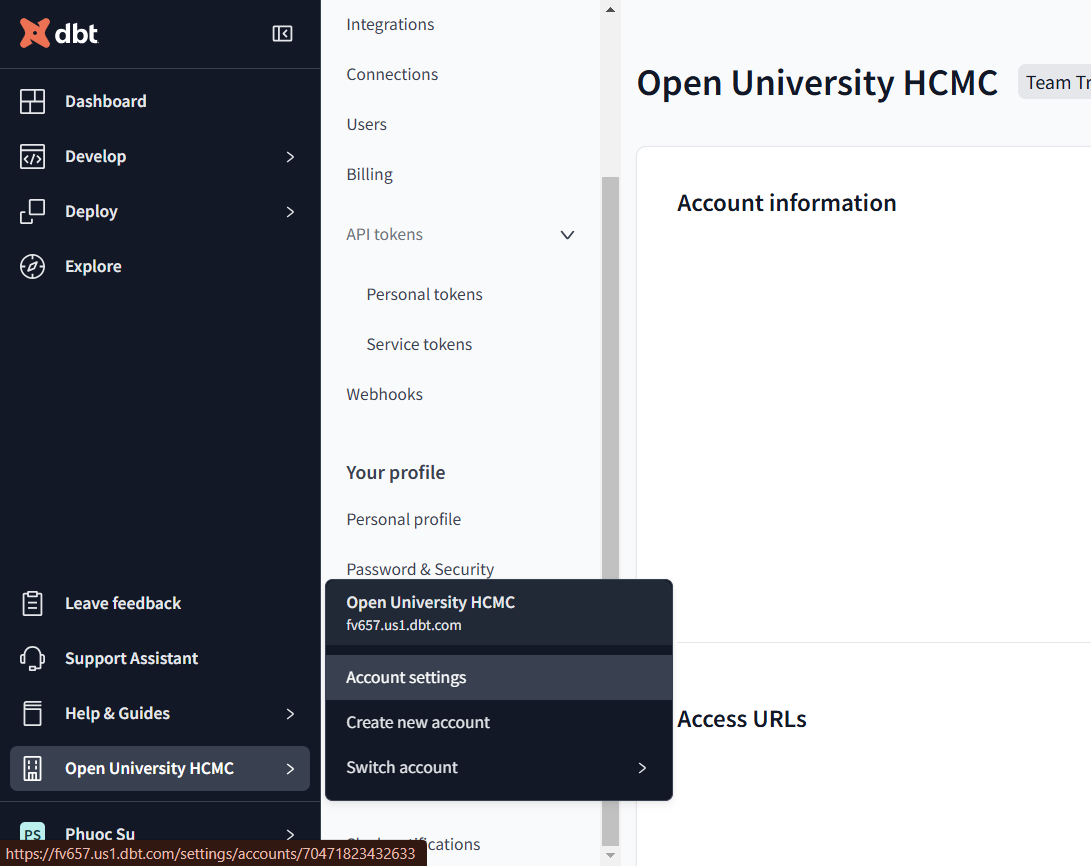 dbt
Dashboard
Develop
Deploy
Explore
Leave feedback
Support Assistant
Help & Guides
Open University HCMC
PS
Phuoc Su
https://fv657.us1.dbt.com/settings/accounts/70471823432633
Integrations
Connections
Users
Billing
API tokens
Personal tokens
Service tokens
Webhooks
Your profile
Personal profile
Password & Security
Open University HCMC
fv657.us1.dbt.com
Account settings
Create new account
Switch account
Open University HCMC
Team
Account information
Access URLs